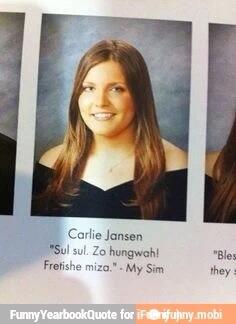 Carlie Jansen
"Sul sul. Zo hungwah!
Fretishe miza." - My Sim
"Bles
they s
FunnyYearbookQuote for iFunny.mobi